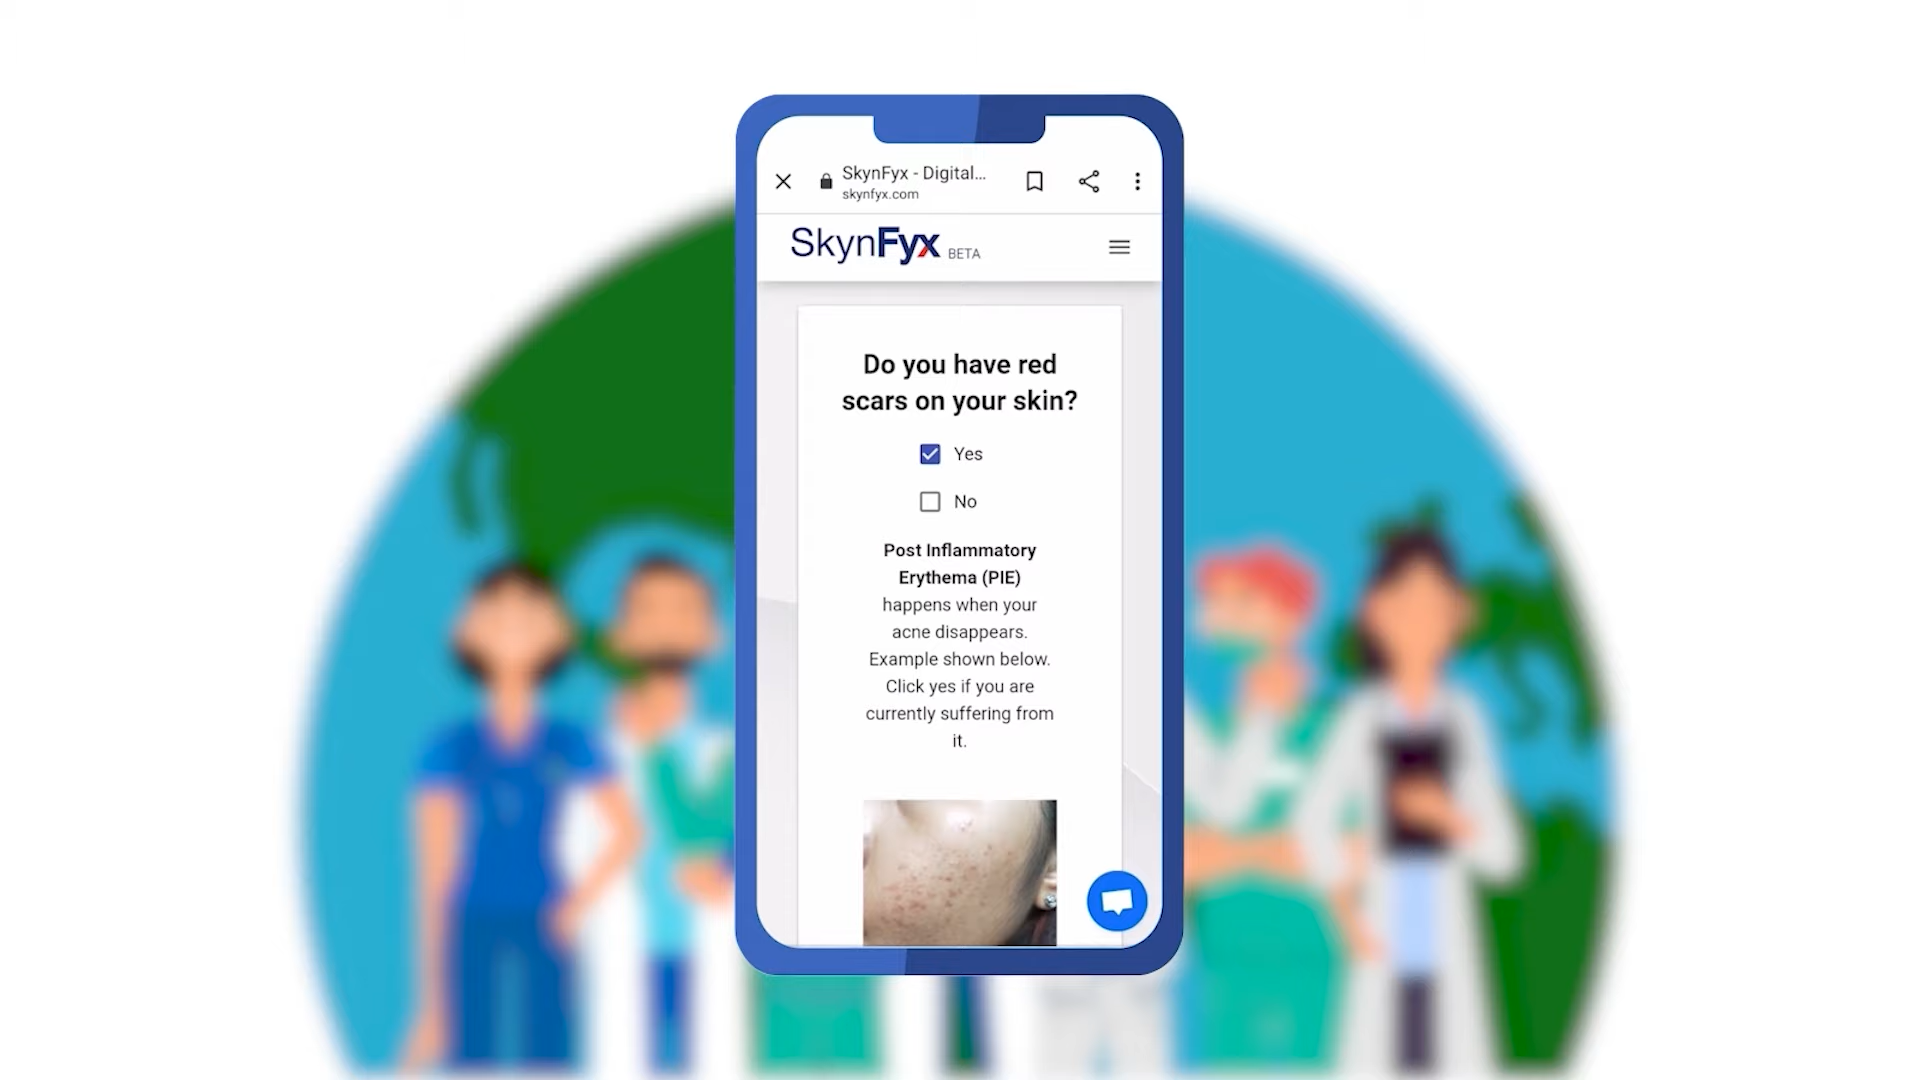 SkynFyx - Digital...
skynfyx.com
SkynFyx BETA
Do you have red
scars on your skin?
Yes
No
Post Inflammatory
Erythema (PIE)
happens when your
acne disappears.
Example shown below.
Click yes if you are
currently suffering from
it.